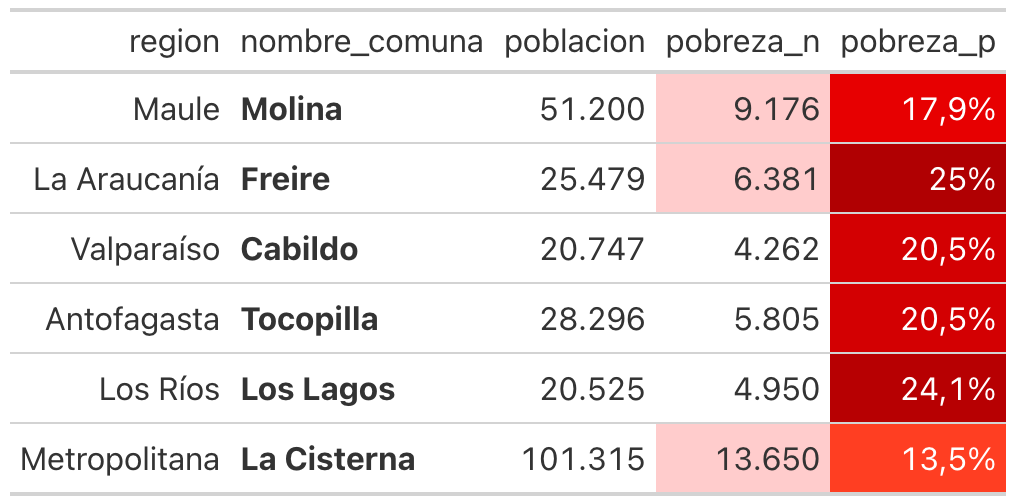 region nombre_comuna poblacion pobreza_n pobreza_p
Maule Molina 51.200 9.176 17,9%
La Araucanía Freire 25.479 6.381 25%
Valparaíso Cabildo 20.747 4.262 20,5%
Antofagasta Tocopilla 28.296 5.805 20,5%
Los Ríos Los Lagos 20.525 4.950 24,1%
Metropolitana La Cisterna 101.315 13.650 13,5%